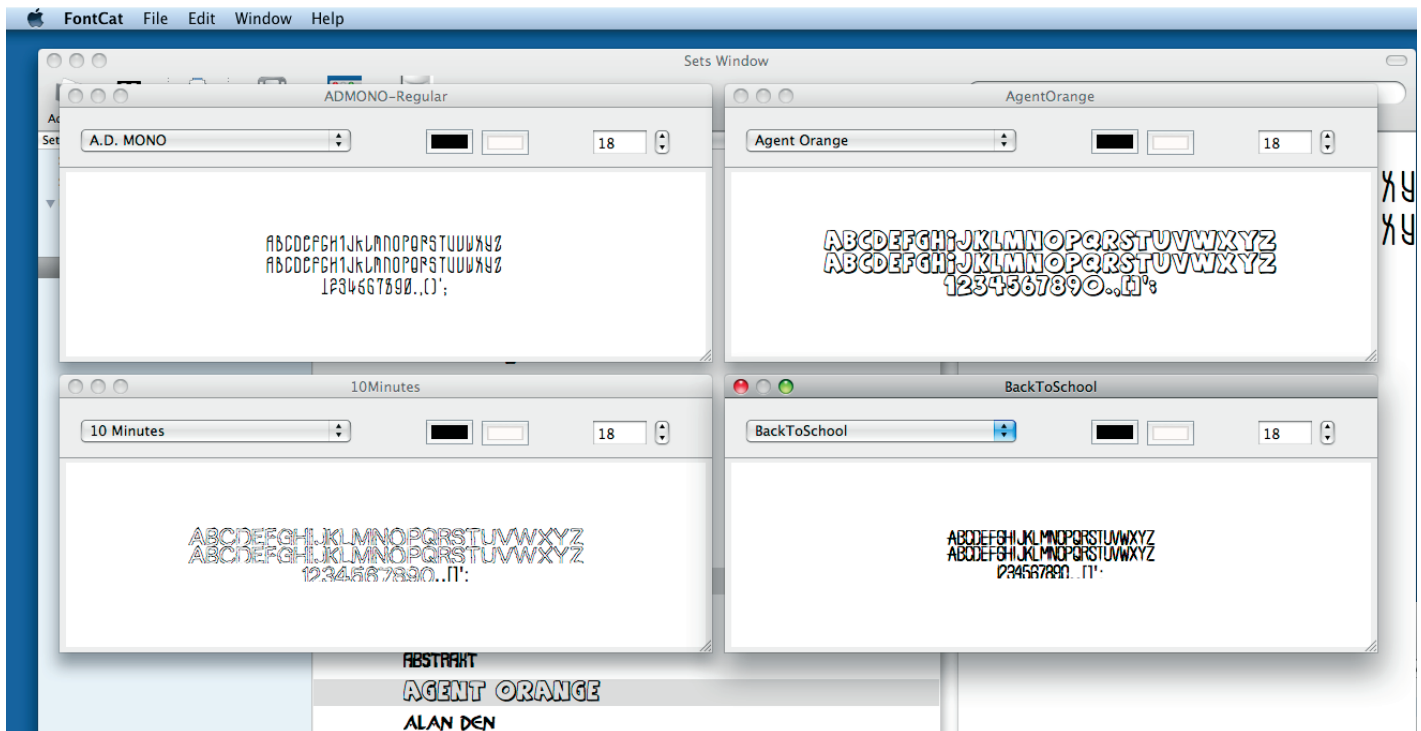 FontCat File Edit Window Help
Sets Window
ADMONO-Regular
A.D. MONO
18
ABCDEFGHIJKLMNOPQRSTUVWXYZ
ABCDEFGHIJKLMNOPQRSTUVWXYZ
1234567890.,[]';
AgentOrange
Agent Orange
18
ABCDEFGHiJKLMNOPQRSTUVWXYZ
ABCDEFGHiJKLMNOPQRSTUVWXYZ
1234567890.,[]';
10Minutes
10 Minutes
18
ABCDEFGHIJKLMNOPQRSTUVWXYZ
ABCDEFGHIJKLMNOPQRSTUVWXYZ
1234567890.,[]';
BackToSchool
BackToSchool
18
ABCDEFGHIJKLMNOPQRSTUVWXYZ
ABCDEFGHIJKLMNOPQRSTUVWXYZ
1234567890.,[]';
ABSTRAKT
AGENT ORANGE
ALAN DEN
XY
XY